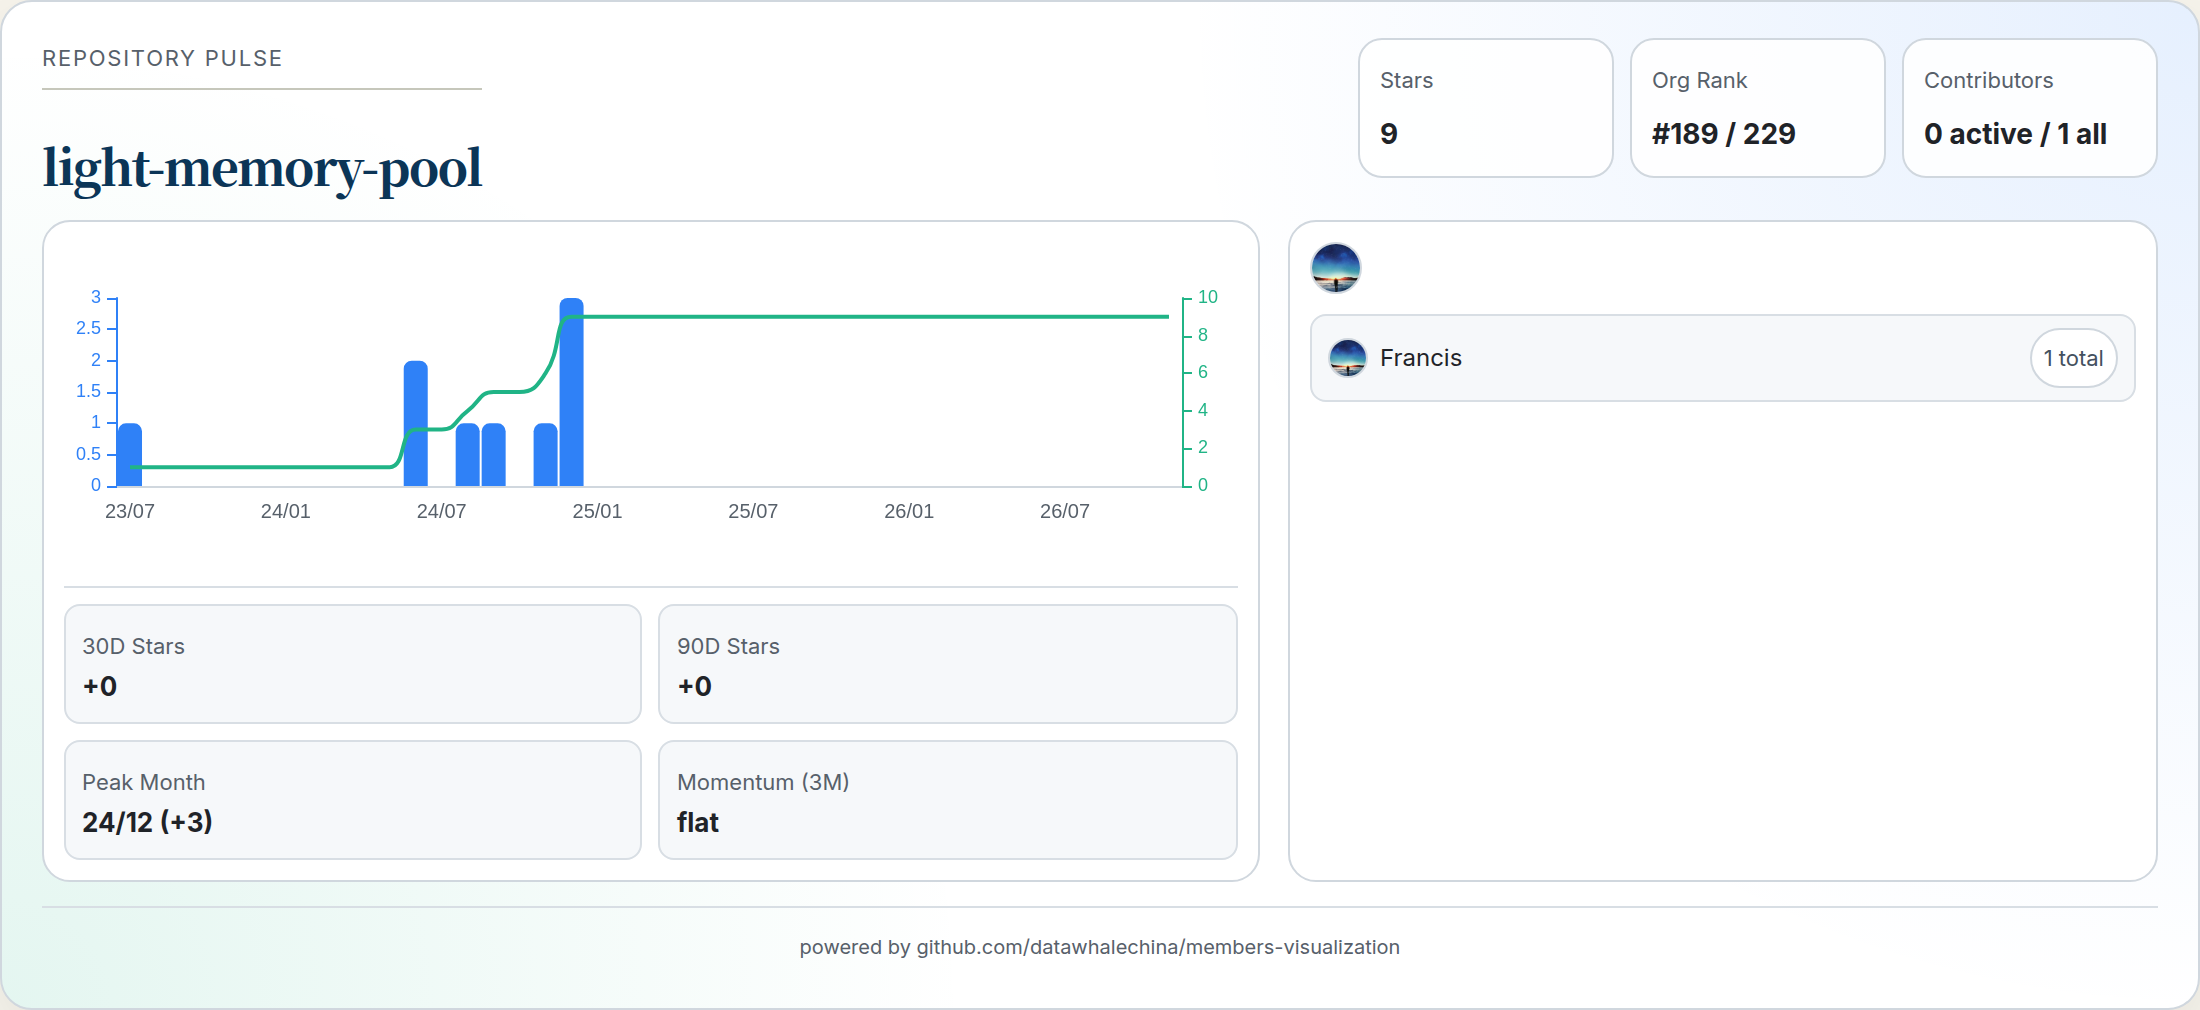 REPOSITORY PULSE
light-memory-pool
Stars
9
Org Rank
#189 / 229
Contributors
0 active / 1 all
3
2.5
2
1.5
1
0.5
0
10
8
6
4
2
0
23/07
24/01
24/07
25/01
25/07
26/01
26/07
30D Stars
+0
90D Stars
+0
Peak Month
24/12 (+3)
Momentum (3M)
flat
Francis
1 total
powered by github.com/datawhalechina/members-visualization